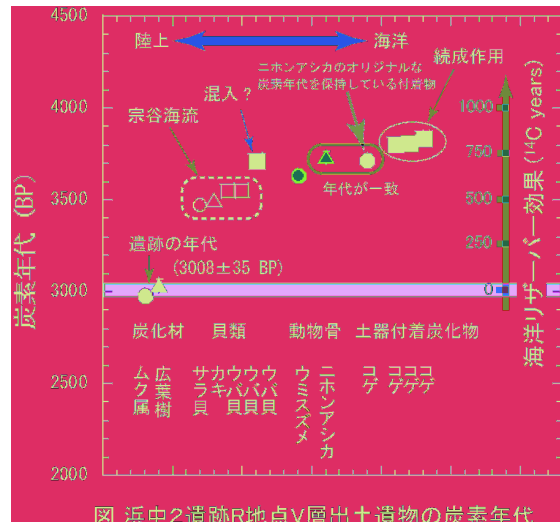 4500
陸上
海洋
ニホンアシカのオリジナルな
炭素年代を保持している付着物
続成作用
4000
混入？
宗谷海流
1000
750
3500
年代が一致
500
250
遺跡の年代
(3008±35 BP)
3000
0
炭化材
貝類
動物骨
土器付着炭化物
ムク属
広葉樹
サラ貝
カキ
ウバ貝
ウバ貝
ウバ貝
ウミスズメ
ニホンアシカ
コゲ
コゲ
コゲ
コゲ
2500
2000
炭素年代 (BP)
海洋リザーバー効果 (¹⁴C years)
図 浜中2遺跡R地点V層出土遺物の炭素年代